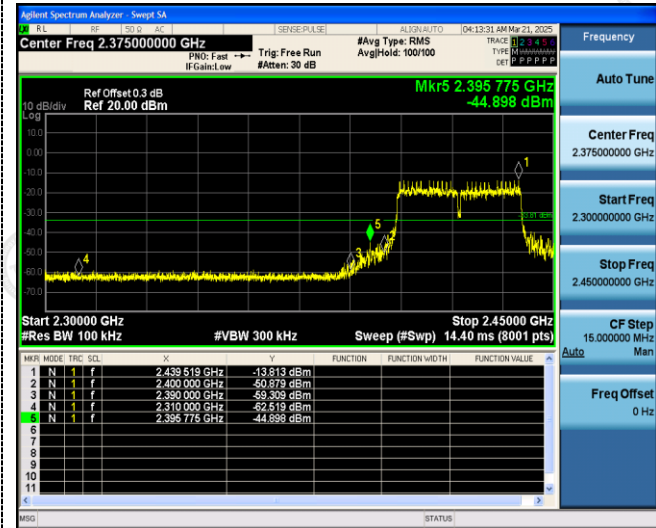 Agilent Spectrum Analyzer - Swept SA
RL RF 50 Ω AC SENSE:PULSE ALIGN AUTO 04:13:31 AM Mar 21, 2025
Center Freq 2.375000000 GHz
PNO: Fast
IFGain:Low
Trig: Free Run
#Atten: 30 dB
#Avg Type: RMS
Avg|Hold: 100/100
TRACE 1 2 3 4 5 6
TYPE M
DET P P P P P P
Frequency
Mkr5 2.395 775 GHz
-44.898 dBm
Ref Offset 0.3 dB
10 dB/div Ref 20.00 dBm
Log
10.0
0.00
-10.0
-20.0
-30.0
-40.0
-50.0
-60.0
-70.0
1
5
2
3
4
-33.81 dBm
Start 2.30000 GHz Stop 2.45000 GHz
#Res BW 100 kHz #VBW 300 kHz Sweep (#Swp) 14.40 ms (8001 pts)
MKR MODE TRC SCL X Y FUNCTION FUNCTION WIDTH FUNCTION VALUE
1 N 1 f 2.439 519 GHz -13.813 dBm
2 N 1 f 2.400 000 GHz -50.879 dBm
3 N 1 f 2.390 000 GHz -59.309 dBm
4 N 1 f 2.310 000 GHz -62.519 dBm
5 N 1 f 2.395 775 GHz -44.898 dBm
6
7
8
9
10
11
MSG STATUS
Auto Tune
Center Freq
2.375000000 GHz
Start Freq
2.300000000 GHz
Stop Freq
2.450000000 GHz
CF Step
15.000000 MHz
Auto Man
Freq Offset
0 Hz